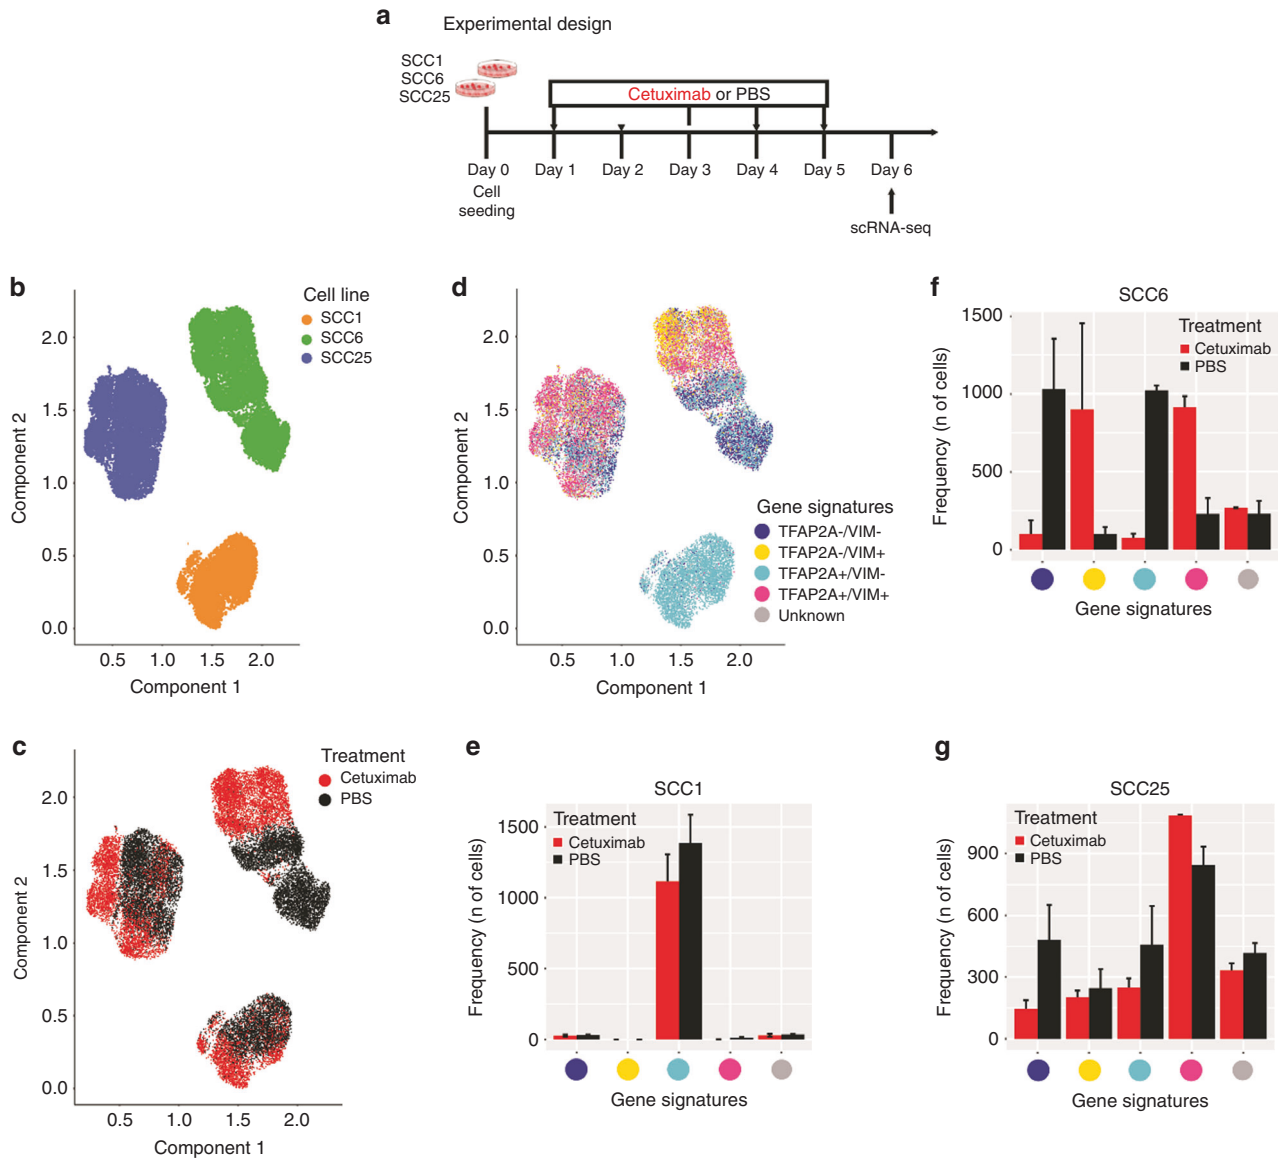 a
Experimental design
SCC1
SCC6
SCC25
Cetuximab or PBS
Day 0 Day 1 Day 2 Day 3 Day 4 Day 5 Day 6
Cell
seeding
scRNA-seq
b
Cell line
SCC1
SCC6
SCC25
2.0
1.5
1.0
0.5
0.0
Component 2
0.5 1.0 1.5 2.0
Component 1
d
2.0
1.5
1.0
0.5
0.0
Component 2
Gene signatures
TFAP2A-/VIM-
TFAP2A-/VIM+
TFAP2A+/VIM-
TFAP2A+/VIM+
Unknown
0.5 1.0 1.5 2.0
Component 1
f
SCC6
Treatment
Cetuximab
PBS
1500
1000
500
0
Frequency (n of cells)
Gene signatures
c
Treatment
Cetuximab
PBS
2.0
1.5
1.0
0.5
0.0
Component 2
0.5 1.0 1.5 2.0
Component 1
e
SCC1
Treatment
Cetuximab
PBS
1500
1000
500
0
Frequency (n of cells)
Gene signatures
g
SCC25
Treatment
Cetuximab
PBS
900
600
300
0
Frequency (n of cells)
Gene signatures